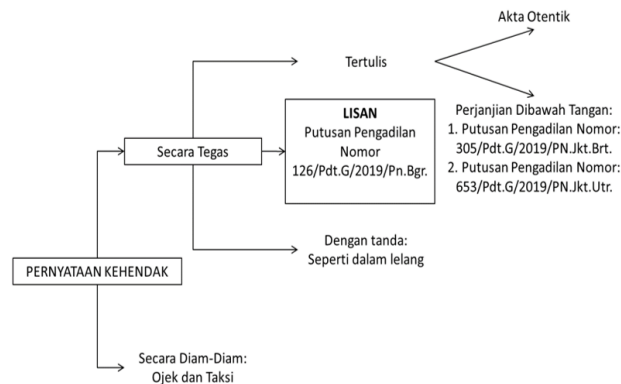 Akta Otentik
Tertulis
LISAN
Putusan Pengadilan
Nomor
126/Pdt.G/2019/Pn.Bgr.
Perjanjian Dibawah Tangan:
1. Putusan Pengadilan Nomor:
305/Pdt.G/2019/PN.Jkt.Brt.
2. Putusan Pengadilan Nomor:
653/Pdt.G/2019/PN.Jkt.Utr.
Secara Tegas
Dengan tanda:
Seperti dalam lelang
PERNYATAAN KEHENDAK
Secara Diam-Diam:
Ojek dan Taksi